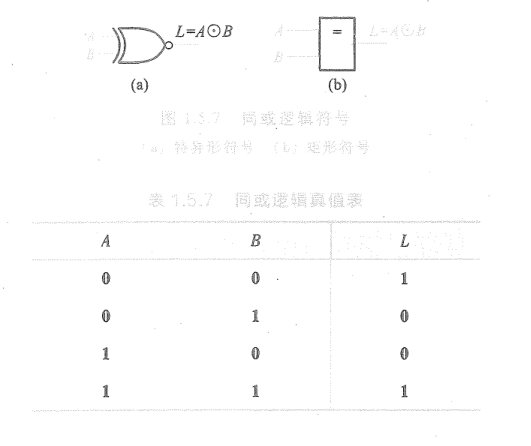 A L=A⊙B A = L=A⊙B
B B
(a) (b)
图 1.5.7 同或逻辑符号
(a) 特异形符号 (b) 矩形符号
表 1.5.7 同或逻辑真值表
A B L
0 0 1
0 1 0
1 0 0
1 1 1